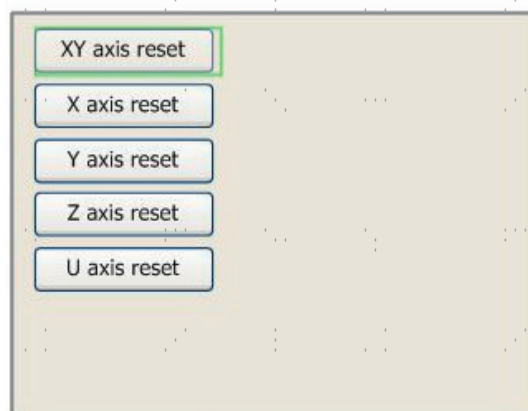 XY axis reset
X axis reset
Y axis reset
Z axis reset
U axis reset